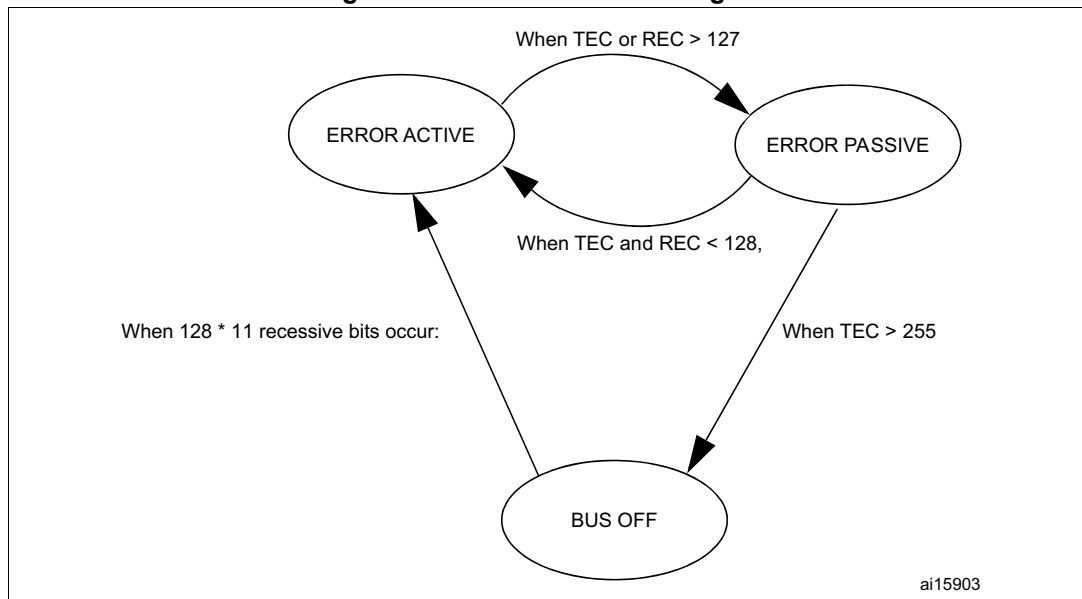 When TEC or REC > 127
ERROR ACTIVE
ERROR PASSIVE
When TEC and REC < 128,
When 128 * 11 recessive bits occur:
When TEC > 255
BUS OFF
ai15903